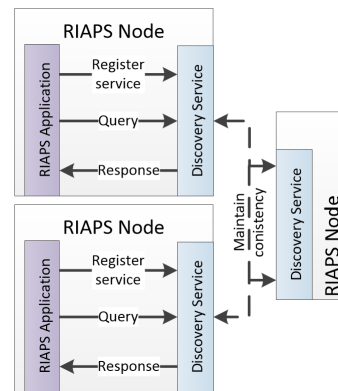 RIAPS Node
RIAPS Application
Register
service
Query
Response
Discovery Service
RIAPS Node
RIAPS Application
Register
service
Query
Response
Discovery Service
Maintain
conistency
Discovery Service
RIAPS Node